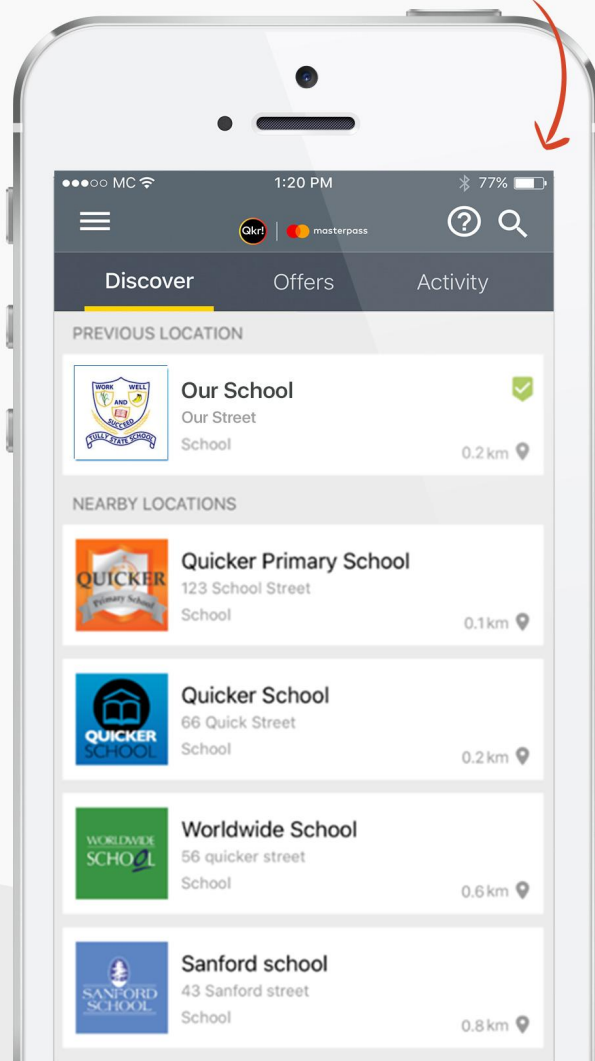 MC
1:20 PM
77%
Qkr!
masterpass
Discover
Offers
Activity
PREVIOUS LOCATION
WORK WELL
AND
SUCCEED
TULLY STATE SCHOOL
Our School
Our Street
School
0.2 km
NEARBY LOCATIONS
QUICKER
Primary School
Quicker Primary School
123 School Street
School
0.1 km
QUICKER
SCHOOL
Quicker School
66 Quick Street
School
0.2 km
WORLDWIDE
SCHOOL
Worldwide School
56 quicker street
School
0.6 km
SANFORD
SCHOOL
Sanford school
43 Sanford street
School
0.8 km